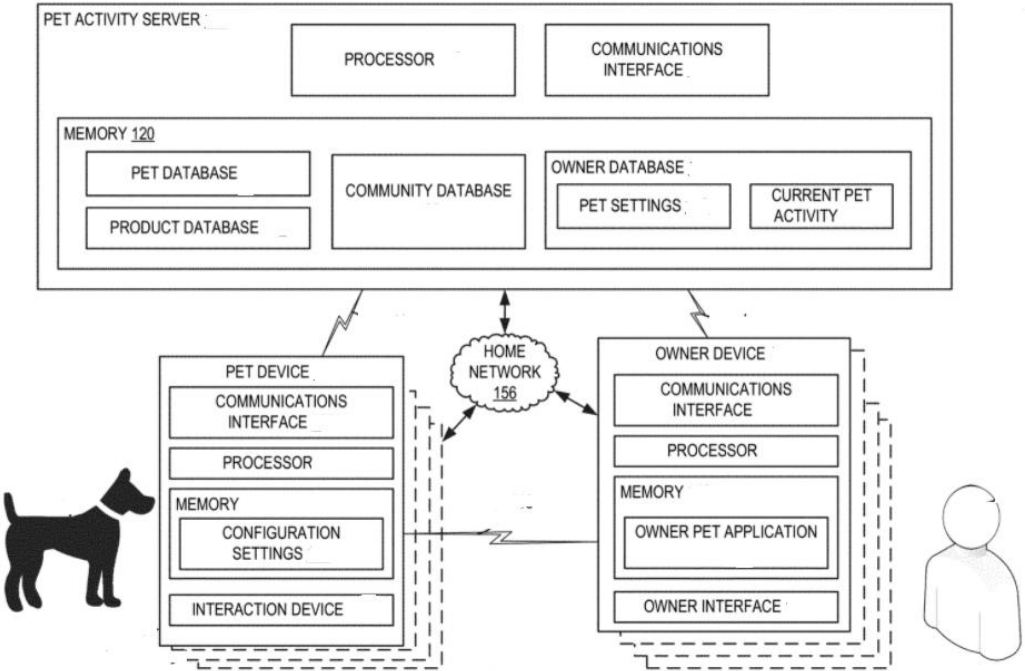 PET ACTIVITY SERVER
PROCESSOR
COMMUNICATIONS
INTERFACE
MEMORY 120
PET DATABASE
PRODUCT DATABASE
COMMUNITY DATABASE
OWNER DATABASE
PET SETTINGS
CURRENT PET
ACTIVITY
HOME
NETWORK
156
PET DEVICE
COMMUNICATIONS
INTERFACE
PROCESSOR
MEMORY
CONFIGURATION
SETTINGS
INTERACTION DEVICE
OWNER DEVICE
COMMUNICATIONS
INTERFACE
PROCESSOR
MEMORY
OWNER PET APPLICATION
OWNER INTERFACE